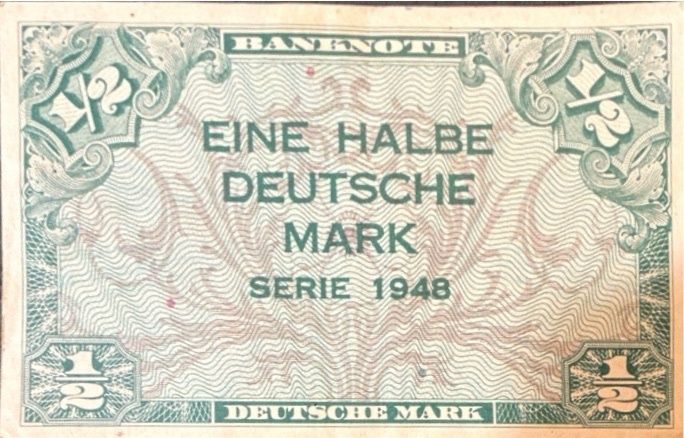 BANKNOTE
1/2 1/2
EINE HALBE
DEUTSCHE
MARK
SERIE 1948
1/2 1/2
DEUTSCHE MARK